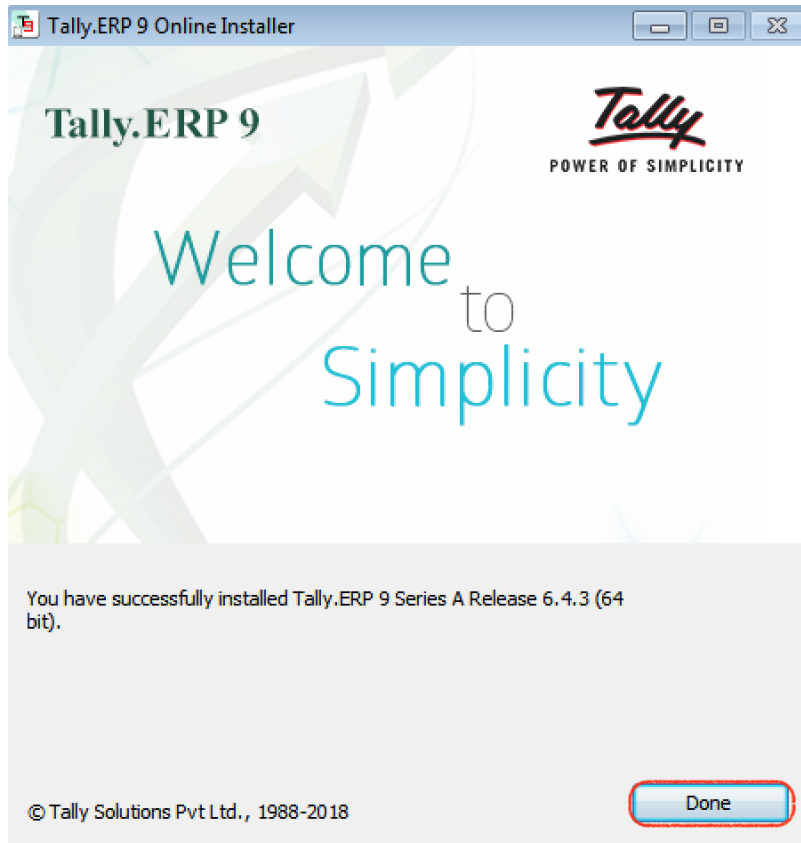 Tally.ERP 9 Online Installer
Tally.ERP 9
Tally
POWER OF SIMPLICITY
Welcome
to
Simplicity
You have successfully installed Tally.ERP 9 Series A Release 6.4.3 (64
bit).
© Tally Solutions Pvt Ltd., 1988-2018
Done